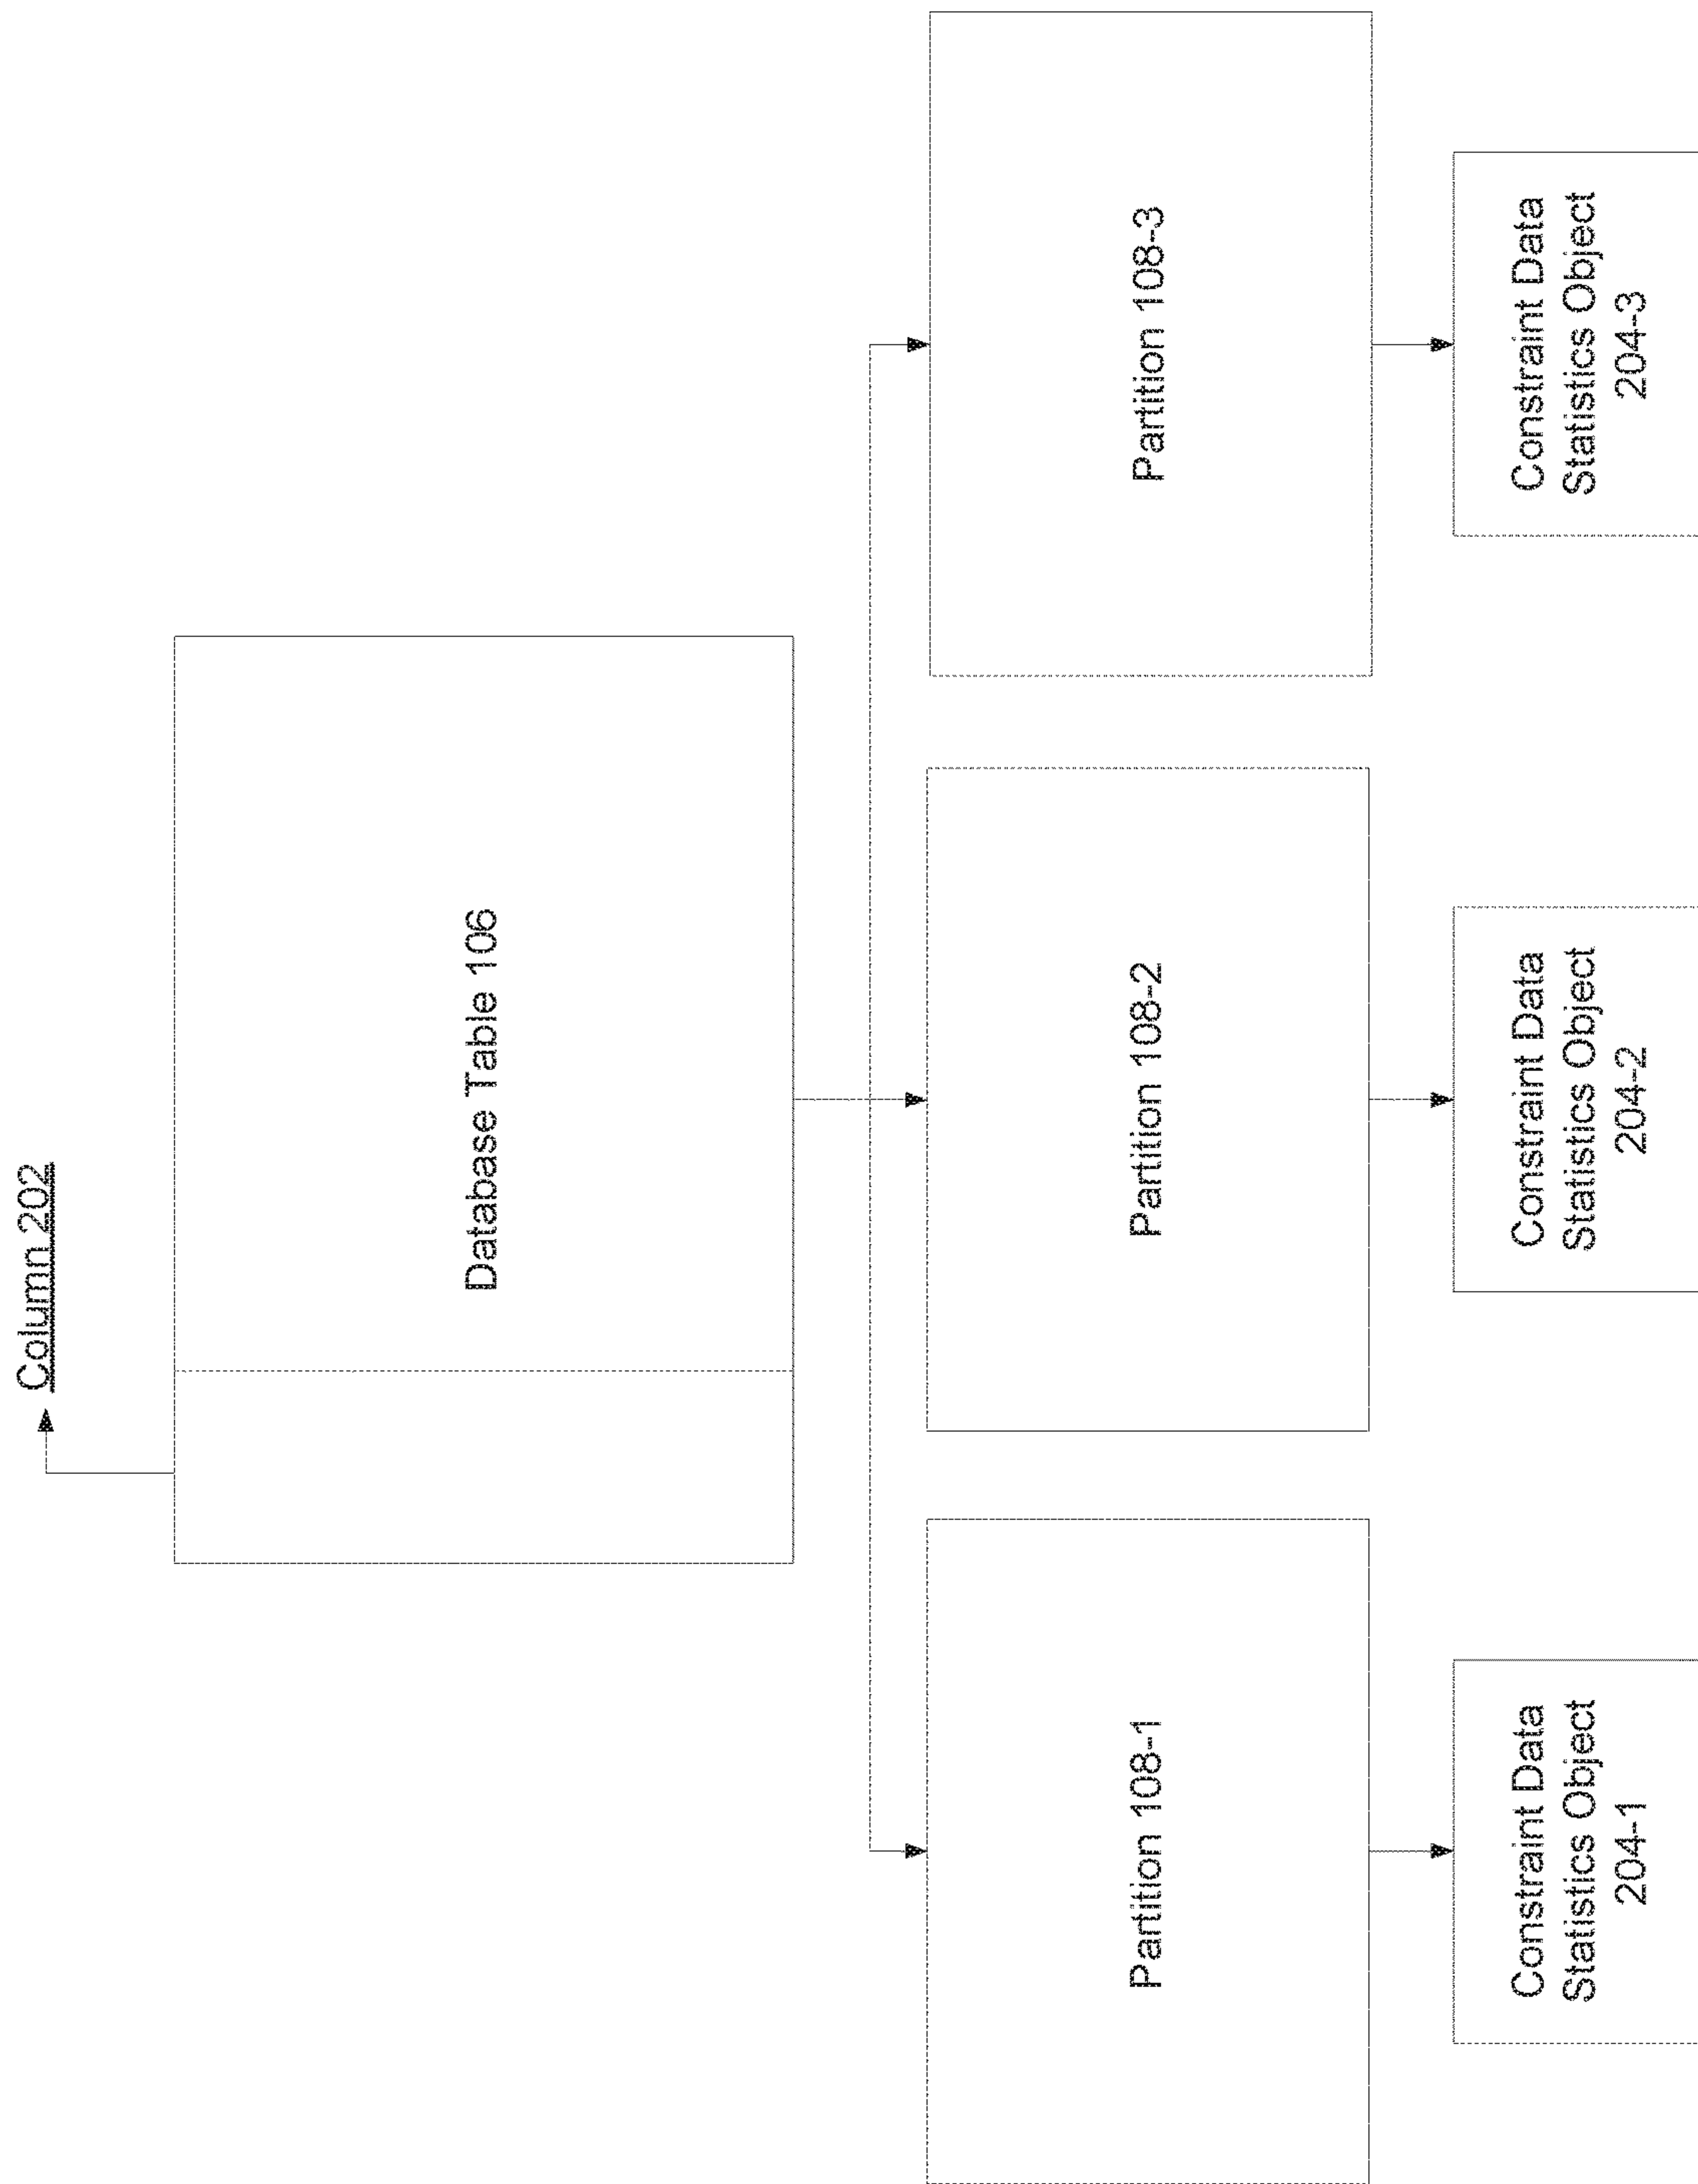 Column 202
Database Table 106
Partition 108-1
Partition 108-2
Partition 108-3
Constraint Data
Statistics Object
204-1
Constraint Data
Statistics Object
204-2
Constraint Data
Statistics Object
204-3